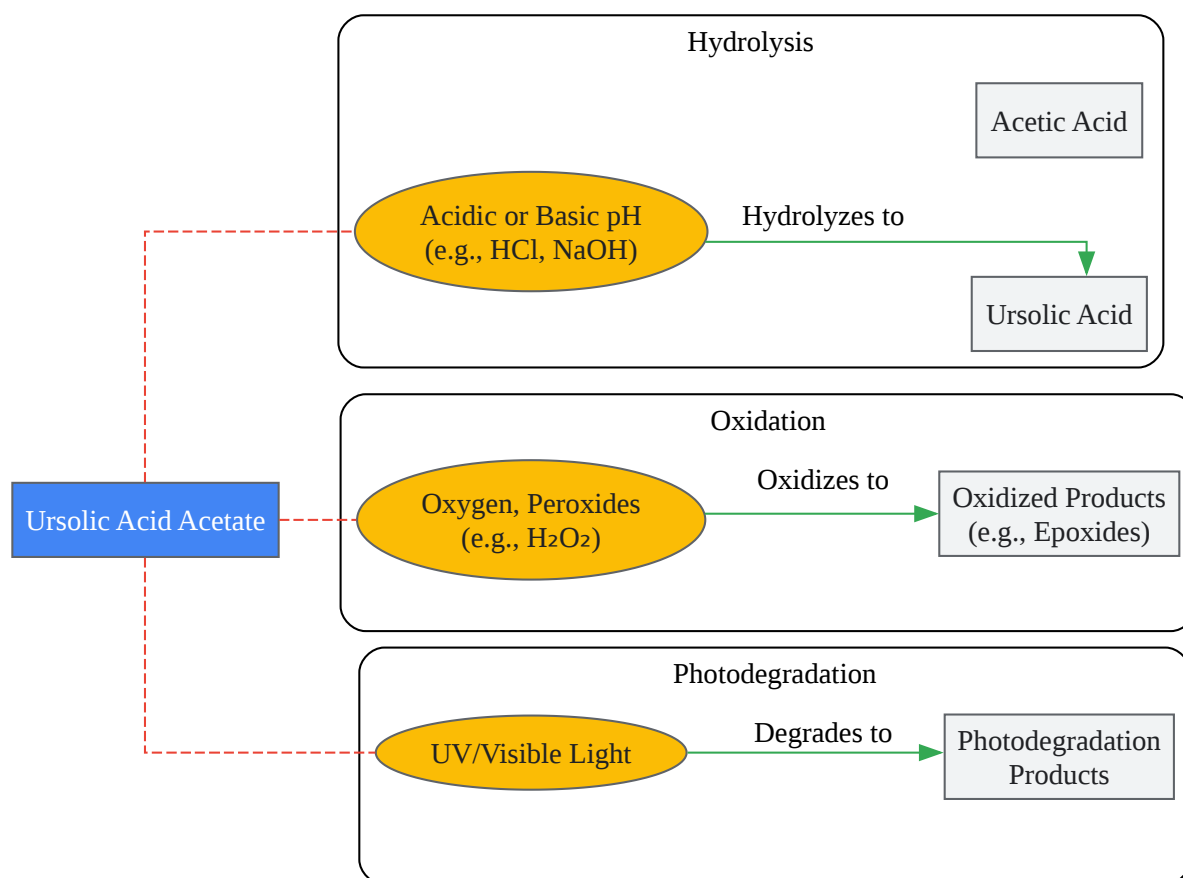 Hydrolysis
Acetic Acid
Acidic or Basic pH
(e.g., HCl, NaOH)
Hydrolyzes to
Ursolic Acid
Oxidation
Ursolic Acid Acetate
Oxygen, Peroxides
(e.g., H₂O₂)
Oxidizes to
Oxidized Products
(e.g., Epoxides)
Photodegradation
UV/Visible Light
Degrades to
Photodegradation
Products